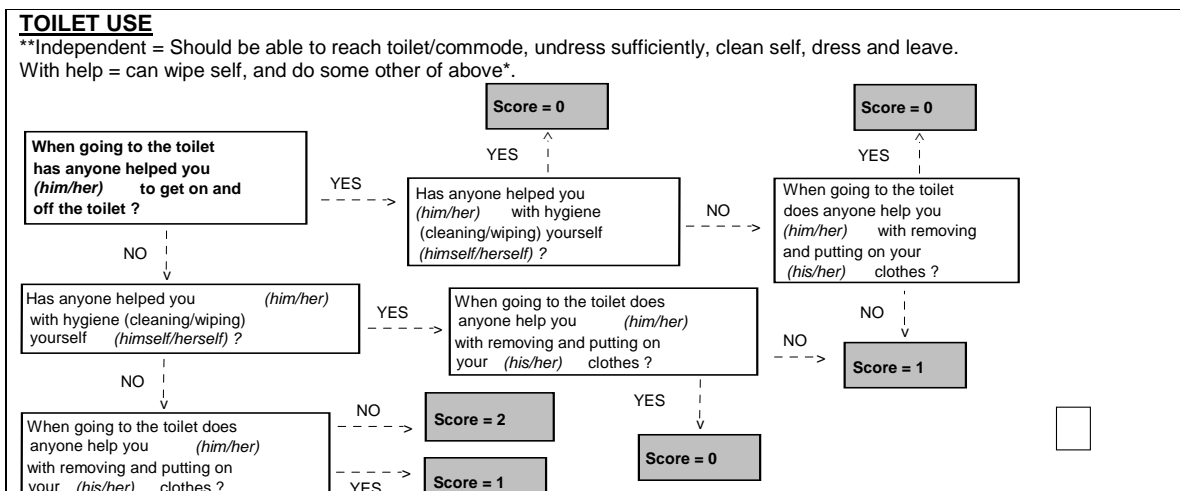 TOILET USE
**Independent = Should be able to reach toilet/commode, undress sufficiently, clean self, dress and leave.
With help = can wipe self, and do some other of above*.
Score = 0
Score = 0
When going to the toilet
has anyone helped you
(him/her) to get on and
off the toilet ?
YES
YES
Has anyone helped you
(him/her) with hygiene
(cleaning/wiping) yourself
(himself/herself) ?
NO
YES
When going to the toilet
does anyone help you
(him/her) with removing
and putting on your
(his/her) clothes ?
NO
NO
Has anyone helped you (him/her)
with hygiene (cleaning/wiping)
yourself (himself/herself) ?
YES
When going to the toilet does
anyone help you (him/her)
with removing and putting on
your (his/her) clothes ?
NO
Score = 1
NO
YES
When going to the toilet does
anyone help you (him/her)
with removing and putting on
your (his/her) clothes ?
NO
Score = 2
Score = 0
YES
Score = 1